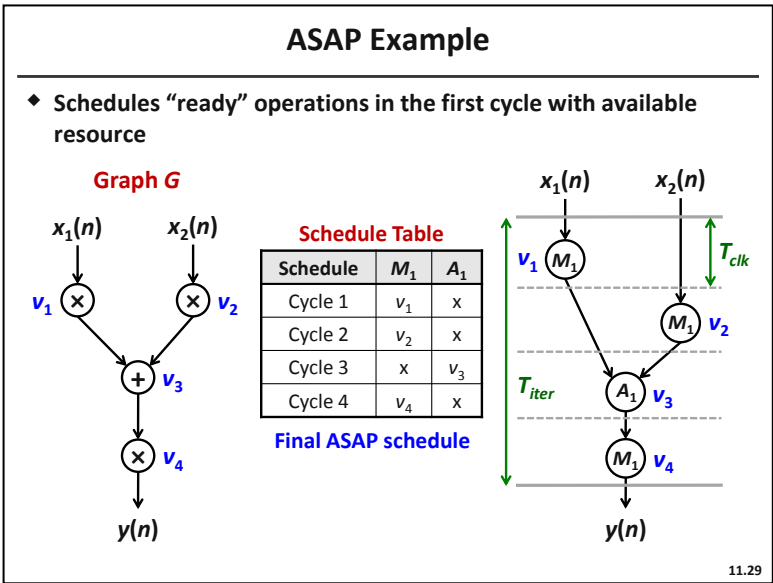 ASAP Example
◆ Schedules “ready” operations in the first cycle with available
resource
Graph G
x₁(n) x₂(n)
v₁ × × v₂
+ v₃
× v₄
y(n)
Schedule Table
Schedule M₁ A₁
Cycle 1 v₁ x
Cycle 2 v₂ x
Cycle 3 x v₃
Cycle 4 v₄ x
Final ASAP schedule
x₁(n) x₂(n)
v₁ M₁ T_clk
M₁ v₂
T_iter A₁ v₃
M₁ v₄
y(n)
11.29